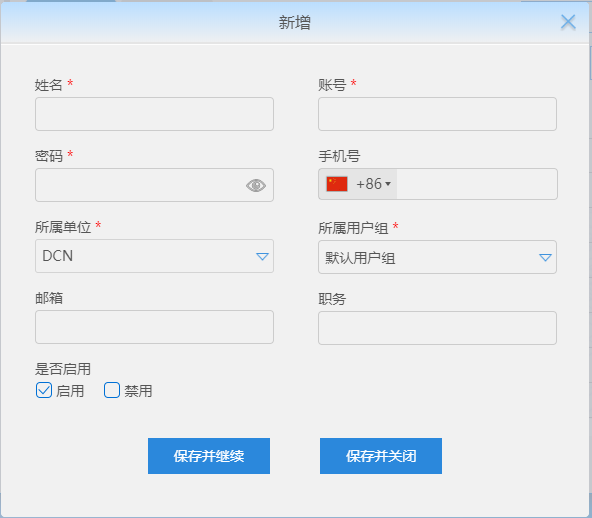 新增
姓名 *
账号 *
密码 *
手机号
+86
所属单位 *
所属用户组 *
DCN
默认用户组
邮箱
职务
是否启用
启用 禁用
保存并继续 保存并关闭